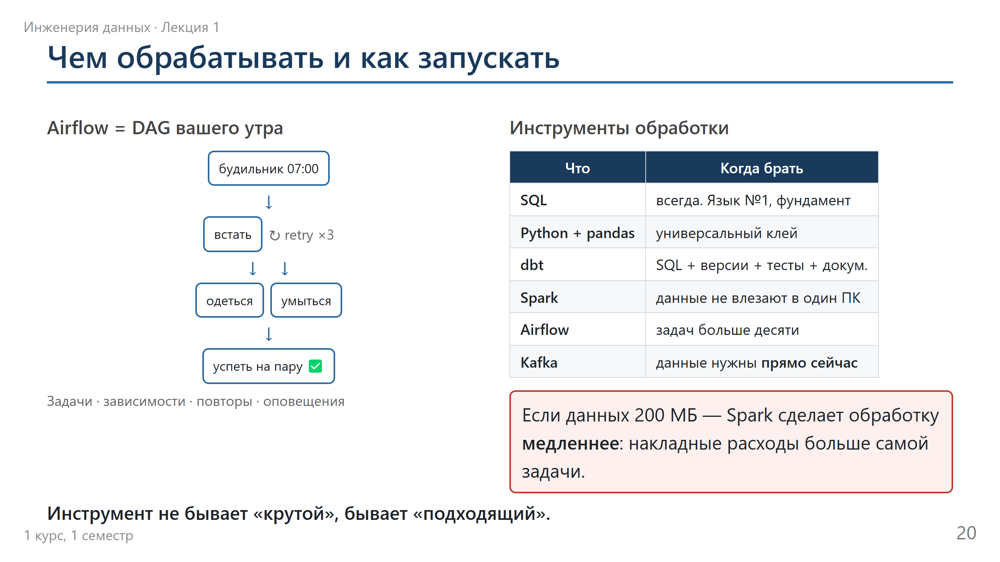 Инженерия данных · Лекция 1
Чем обрабатывать и как запускать
Airflow = DAG вашего утра
будильник 07:00
↓
встать ↻ retry ×3
↓ ↓
одеться умыться
↓
успеть на пару ✅
Задачи · зависимости · повторы · оповещения
Инструменты обработки
Что Когда брать
SQL всегда. Язык №1, фундамент
Python + pandas универсальный клей
dbt SQL + версии + тесты + докум.
Spark данные не влезают в один ПК
Airflow задач больше десяти
Kafka данные нужны прямо сейчас
Если данных 200 МБ — Spark сделает обработку
медленнее: накладные расходы больше самой
задачи.
Инструмент не бывает «крутой», бывает «подходящий».
1 курс, 1 семестр
20